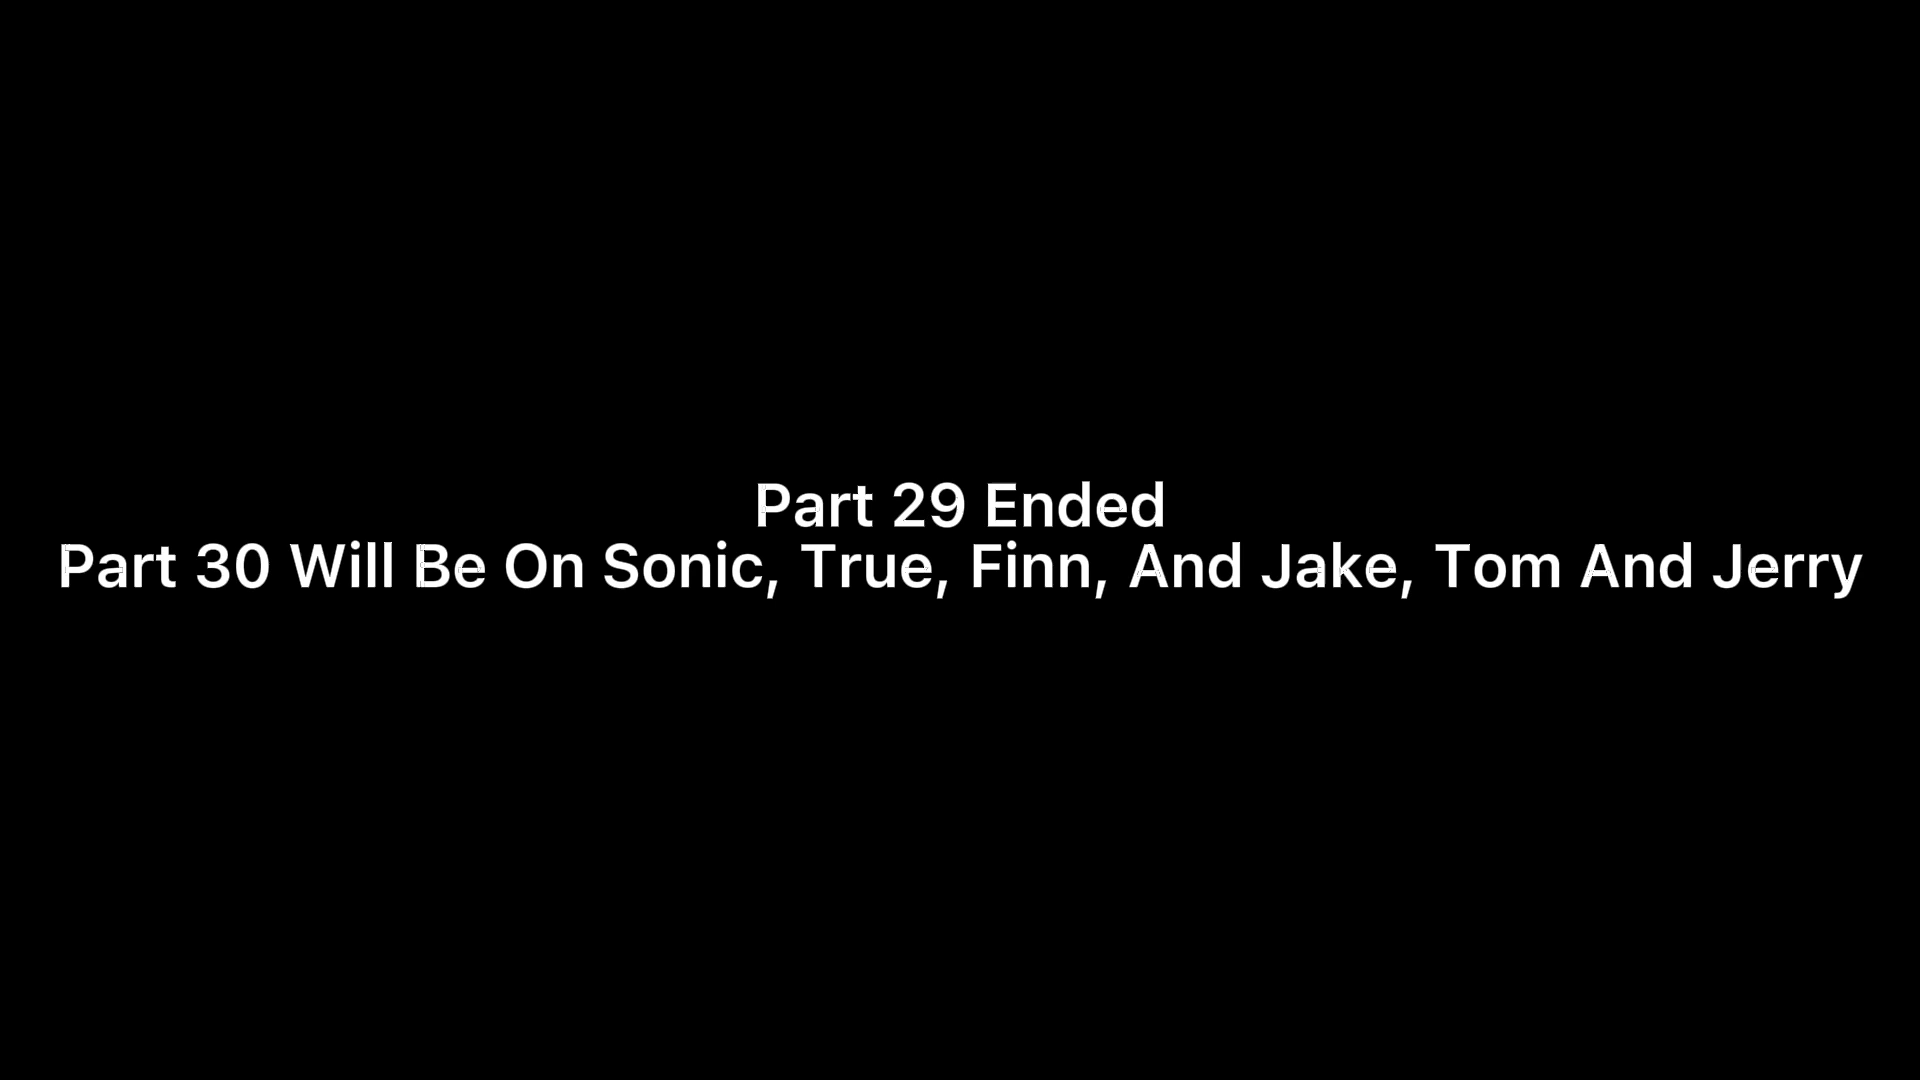 Part 29 Ended
Part 30 Will Be On Sonic, True, Finn, And Jake, Tom And Jerry